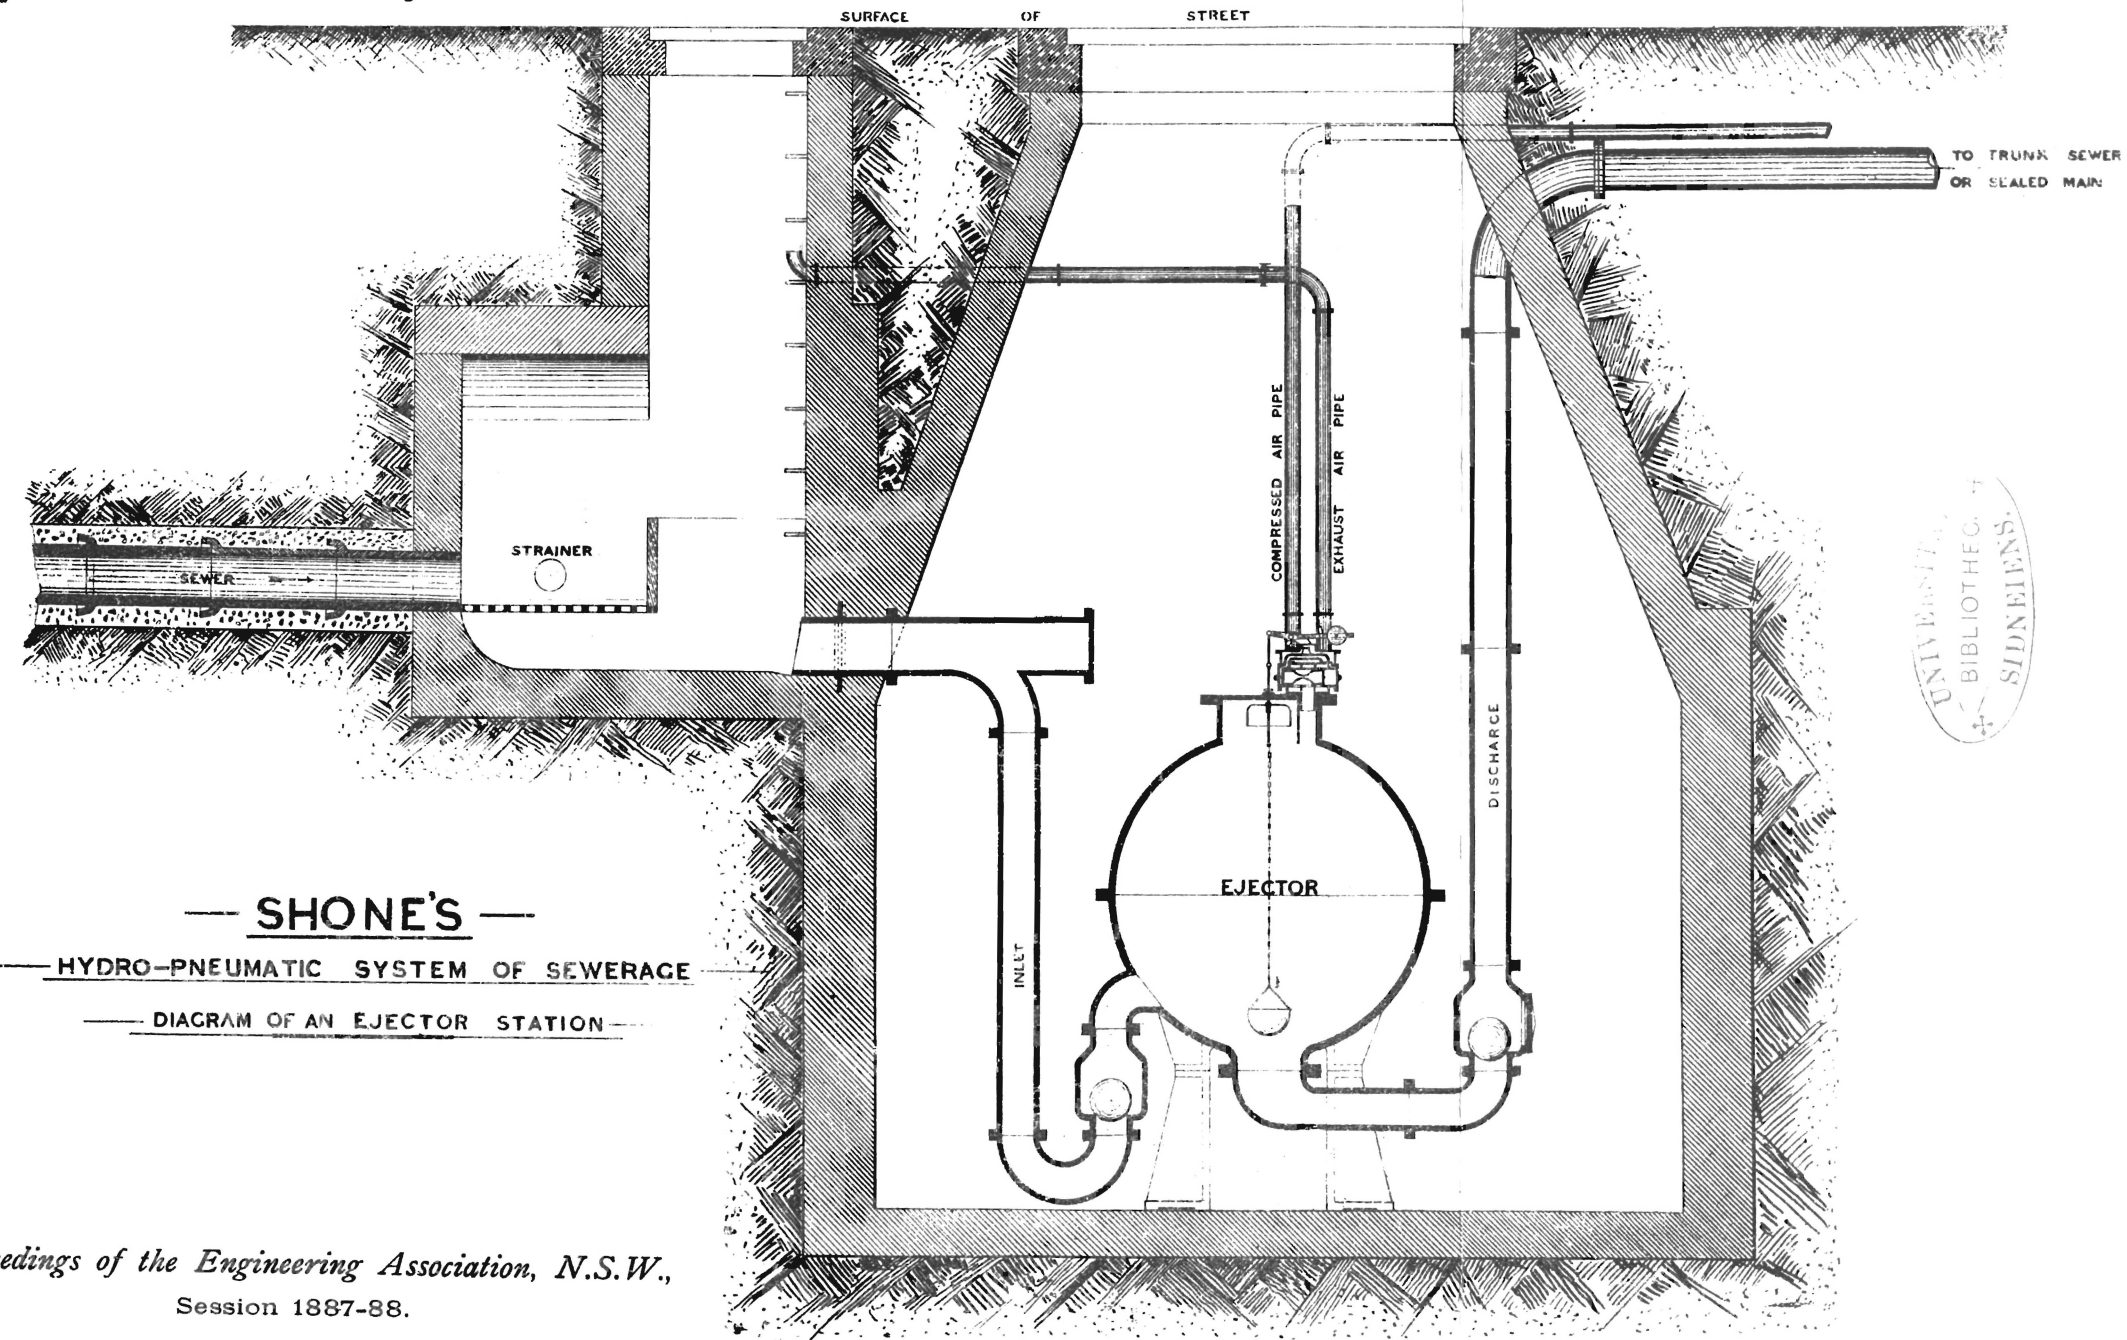 SURFACE OF STREET
TO TRUNK SEWER
OR SEALED MAIN
COMPRESSED AIR PIPE
EXHAUST AIR PIPE
STRAINER
SEWER
DISCHARGE
EJECTOR
INLET
— SHONE'S —
HYDRO-PNEUMATIC SYSTEM OF SEWERAGE
DIAGRAM OF AN EJECTOR STATION
edings of the Engineering Association, N.S.W.,
Session 1887-88.
BIBLIOTHEC.
SIDNEIENS.